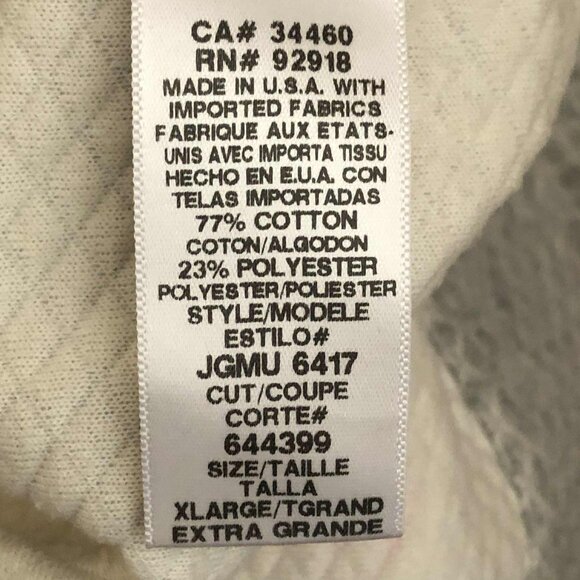 CA# 34460
RN# 92918
MADE IN U.S.A. WITH
IMPORTED FABRICS
FABRIQUE AUX ETATS-
UNIS AVEC IMPORTA TISSU
HECHO EN E.U.A. CON
TELAS IMPORTADAS
77% COTTON
COTON/ALGODON
23% POLYESTER
POLYESTER/POLIESTER
STYLE/MODELE
ESTILO#
JGMU 6417
CUT/COUPE
CORTE#
644399
SIZE/TAILLE
TALLA
XLARGE/TGRAND
EXTRA GRANDE